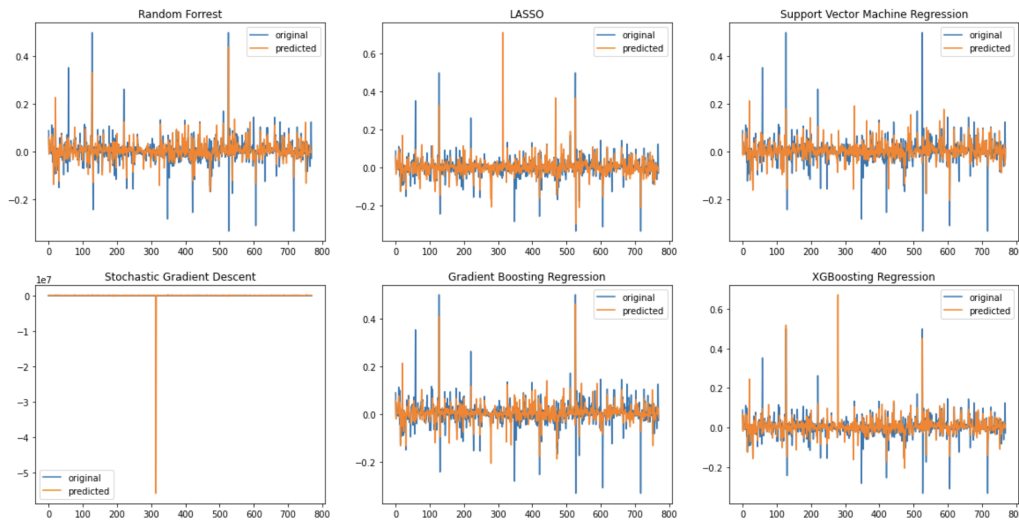 Random Forrest
original
predicted
0.4
0.2
0.0
−0.2
0 100 200 300 400 500 600 700 800
LASSO
original
predicted
0.6
0.4
0.2
0.0
−0.2
0 100 200 300 400 500 600 700 800
Support Vector Machine Regression
original
predicted
0.4
0.2
0.0
−0.2
0 100 200 300 400 500 600 700 800
Stochastic Gradient Descent
1e7
0
−1
−2
−3
−4
−5
original
predicted
0 100 200 300 400 500 600 700 800
Gradient Boosting Regression
original
predicted
0.4
0.2
0.0
−0.2
0 100 200 300 400 500 600 700 800
XGBoosting Regression
original
predicted
0.6
0.4
0.2
0.0
−0.2
0 100 200 300 400 500 600 700 800